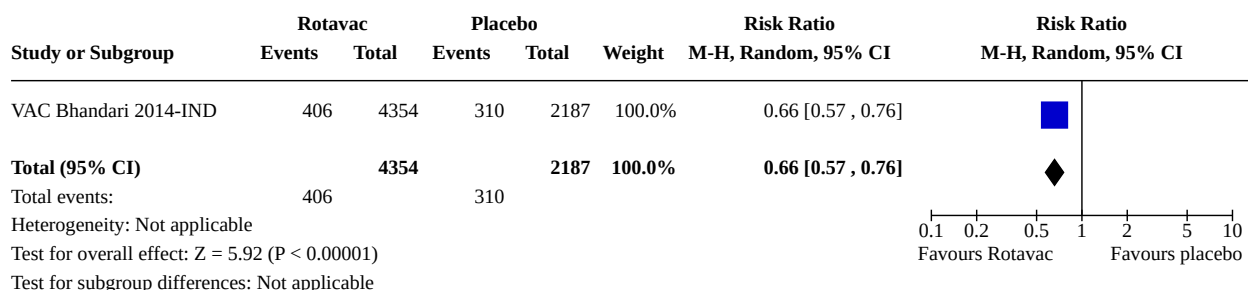 Rotavac Placebo Risk Ratio Risk Ratio
Study or Subgroup Events Total Events Total Weight M-H, Random, 95% CI M-H, Random, 95% CI
VAC Bhandari 2014-IND 406 4354 310 2187 100.0% 0.66 [0.57 , 0.76]
Total (95% CI) 4354 2187 100.0% 0.66 [0.57 , 0.76]
Total events: 406 310
Heterogeneity: Not applicable
0.1 0.2 0.5 1 2 5 10
Test for overall effect: Z = 5.92 (P < 0.00001) Favours Rotavac Favours placebo
Test for subgroup differences: Not applicable